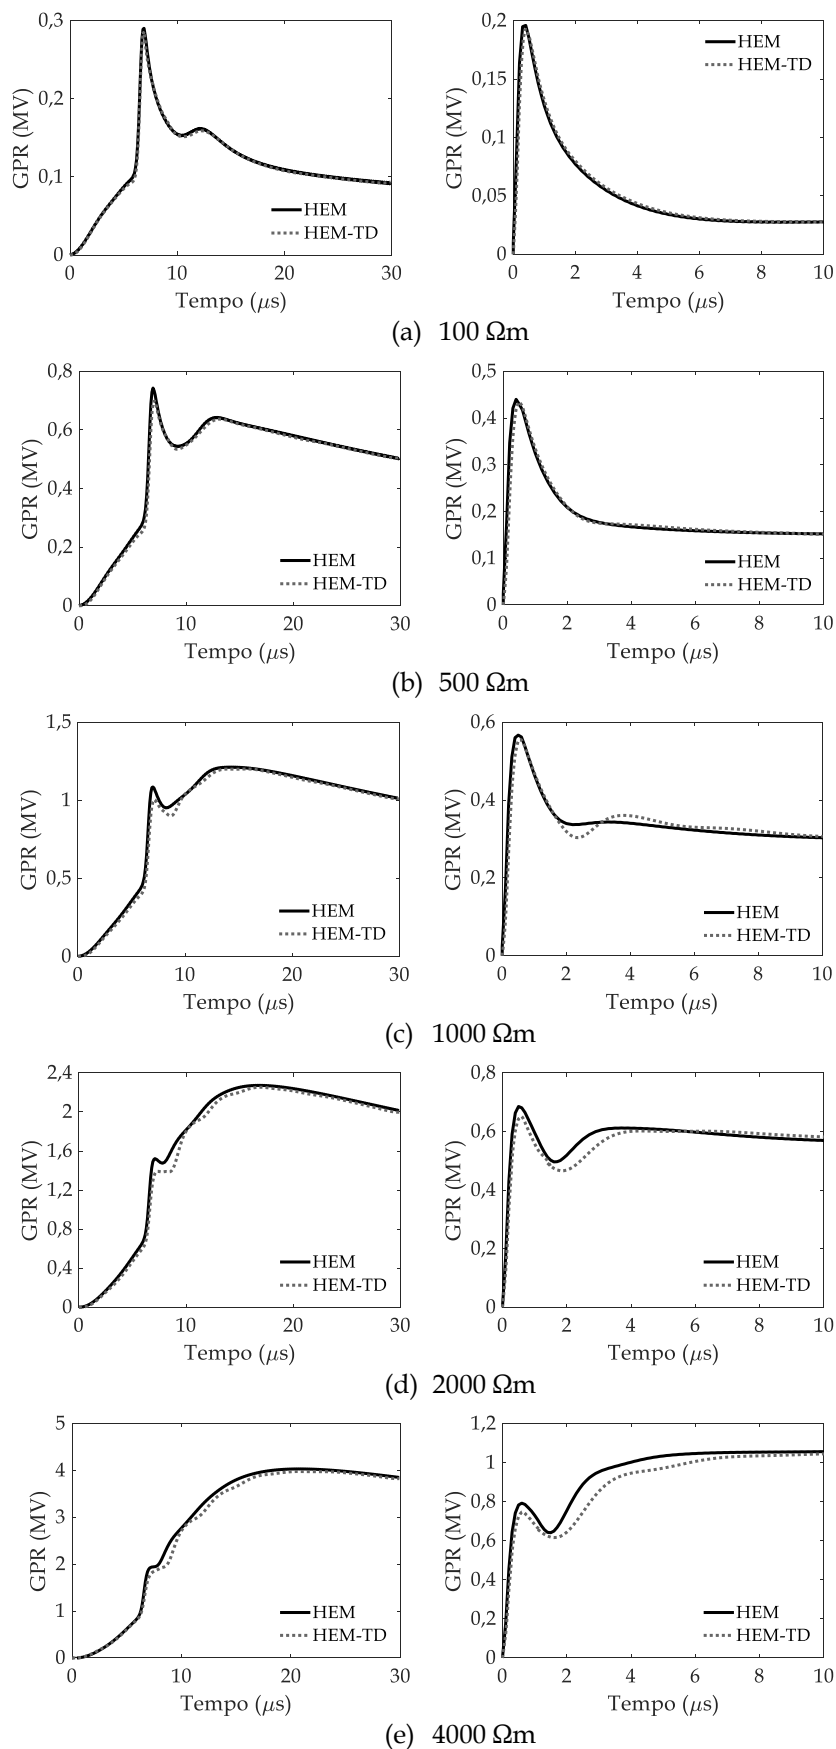 0,3
0,2
0,1
0
GPR (MV)
HEM
HEM-TD
0 10 20 30
Tempo (μs)
0,2
0,15
0,1
0,05
0
GPR (MV)
HEM
HEM-TD
0 2 4 6 8 10
Tempo (μs)
(a) 100 Ωm
0,8
0,6
0,4
0,2
0
GPR (MV)
HEM
HEM-TD
0 10 20 30
Tempo (μs)
0,5
0,4
0,3
0,2
0,1
0
GPR (MV)
HEM
HEM-TD
0 2 4 6 8 10
Tempo (μs)
(b) 500 Ωm
1,5
1
0,5
0
GPR (MV)
HEM
HEM-TD
0 10 20 30
Tempo (μs)
0,6
0,4
0,2
0
GPR (MV)
HEM
HEM-TD
0 2 4 6 8 10
Tempo (μs)
(c) 1000 Ωm
2,4
2
1,6
1,2
0,8
0,4
0
GPR (MV)
HEM
HEM-TD
0 10 20 30
Tempo (μs)
0,8
0,6
0,4
0,2
0
GPR (MV)
HEM
HEM-TD
0 2 4 6 8 10
Tempo (μs)
(d) 2000 Ωm
5
4
3
2
1
0
GPR (MV)
HEM
HEM-TD
0 10 20 30
Tempo (μs)
1,2
1
0,8
0,6
0,4
0,2
0
GPR (MV)
HEM
HEM-TD
0 2 4 6 8 10
Tempo (μs)
(e) 4000 Ωm